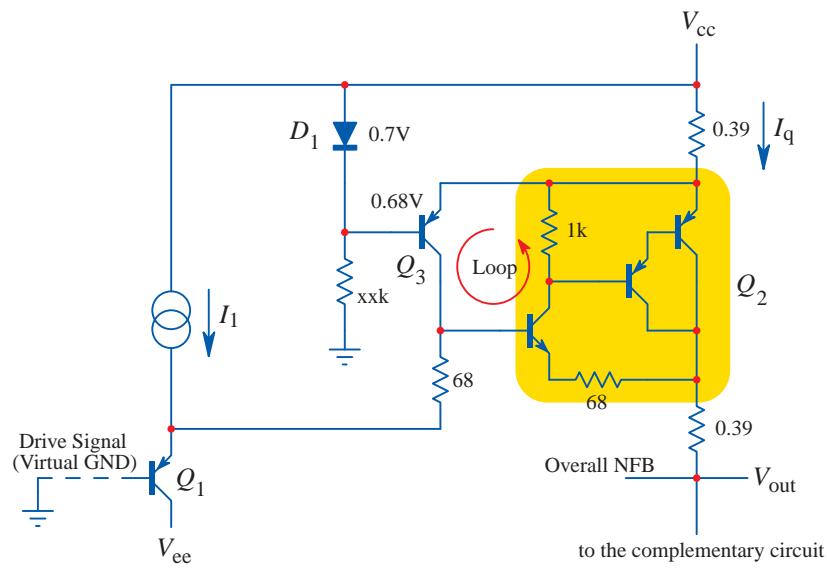 Vcc
D1
0.7V
0.39
Iq
0.68V
1k
Q3
Loop
Q2
xxk
I1
68
68
0.39
Drive Signal
(Virtual GND)
Q1
Overall NFB
Vout
Vee
to the complementary circuit